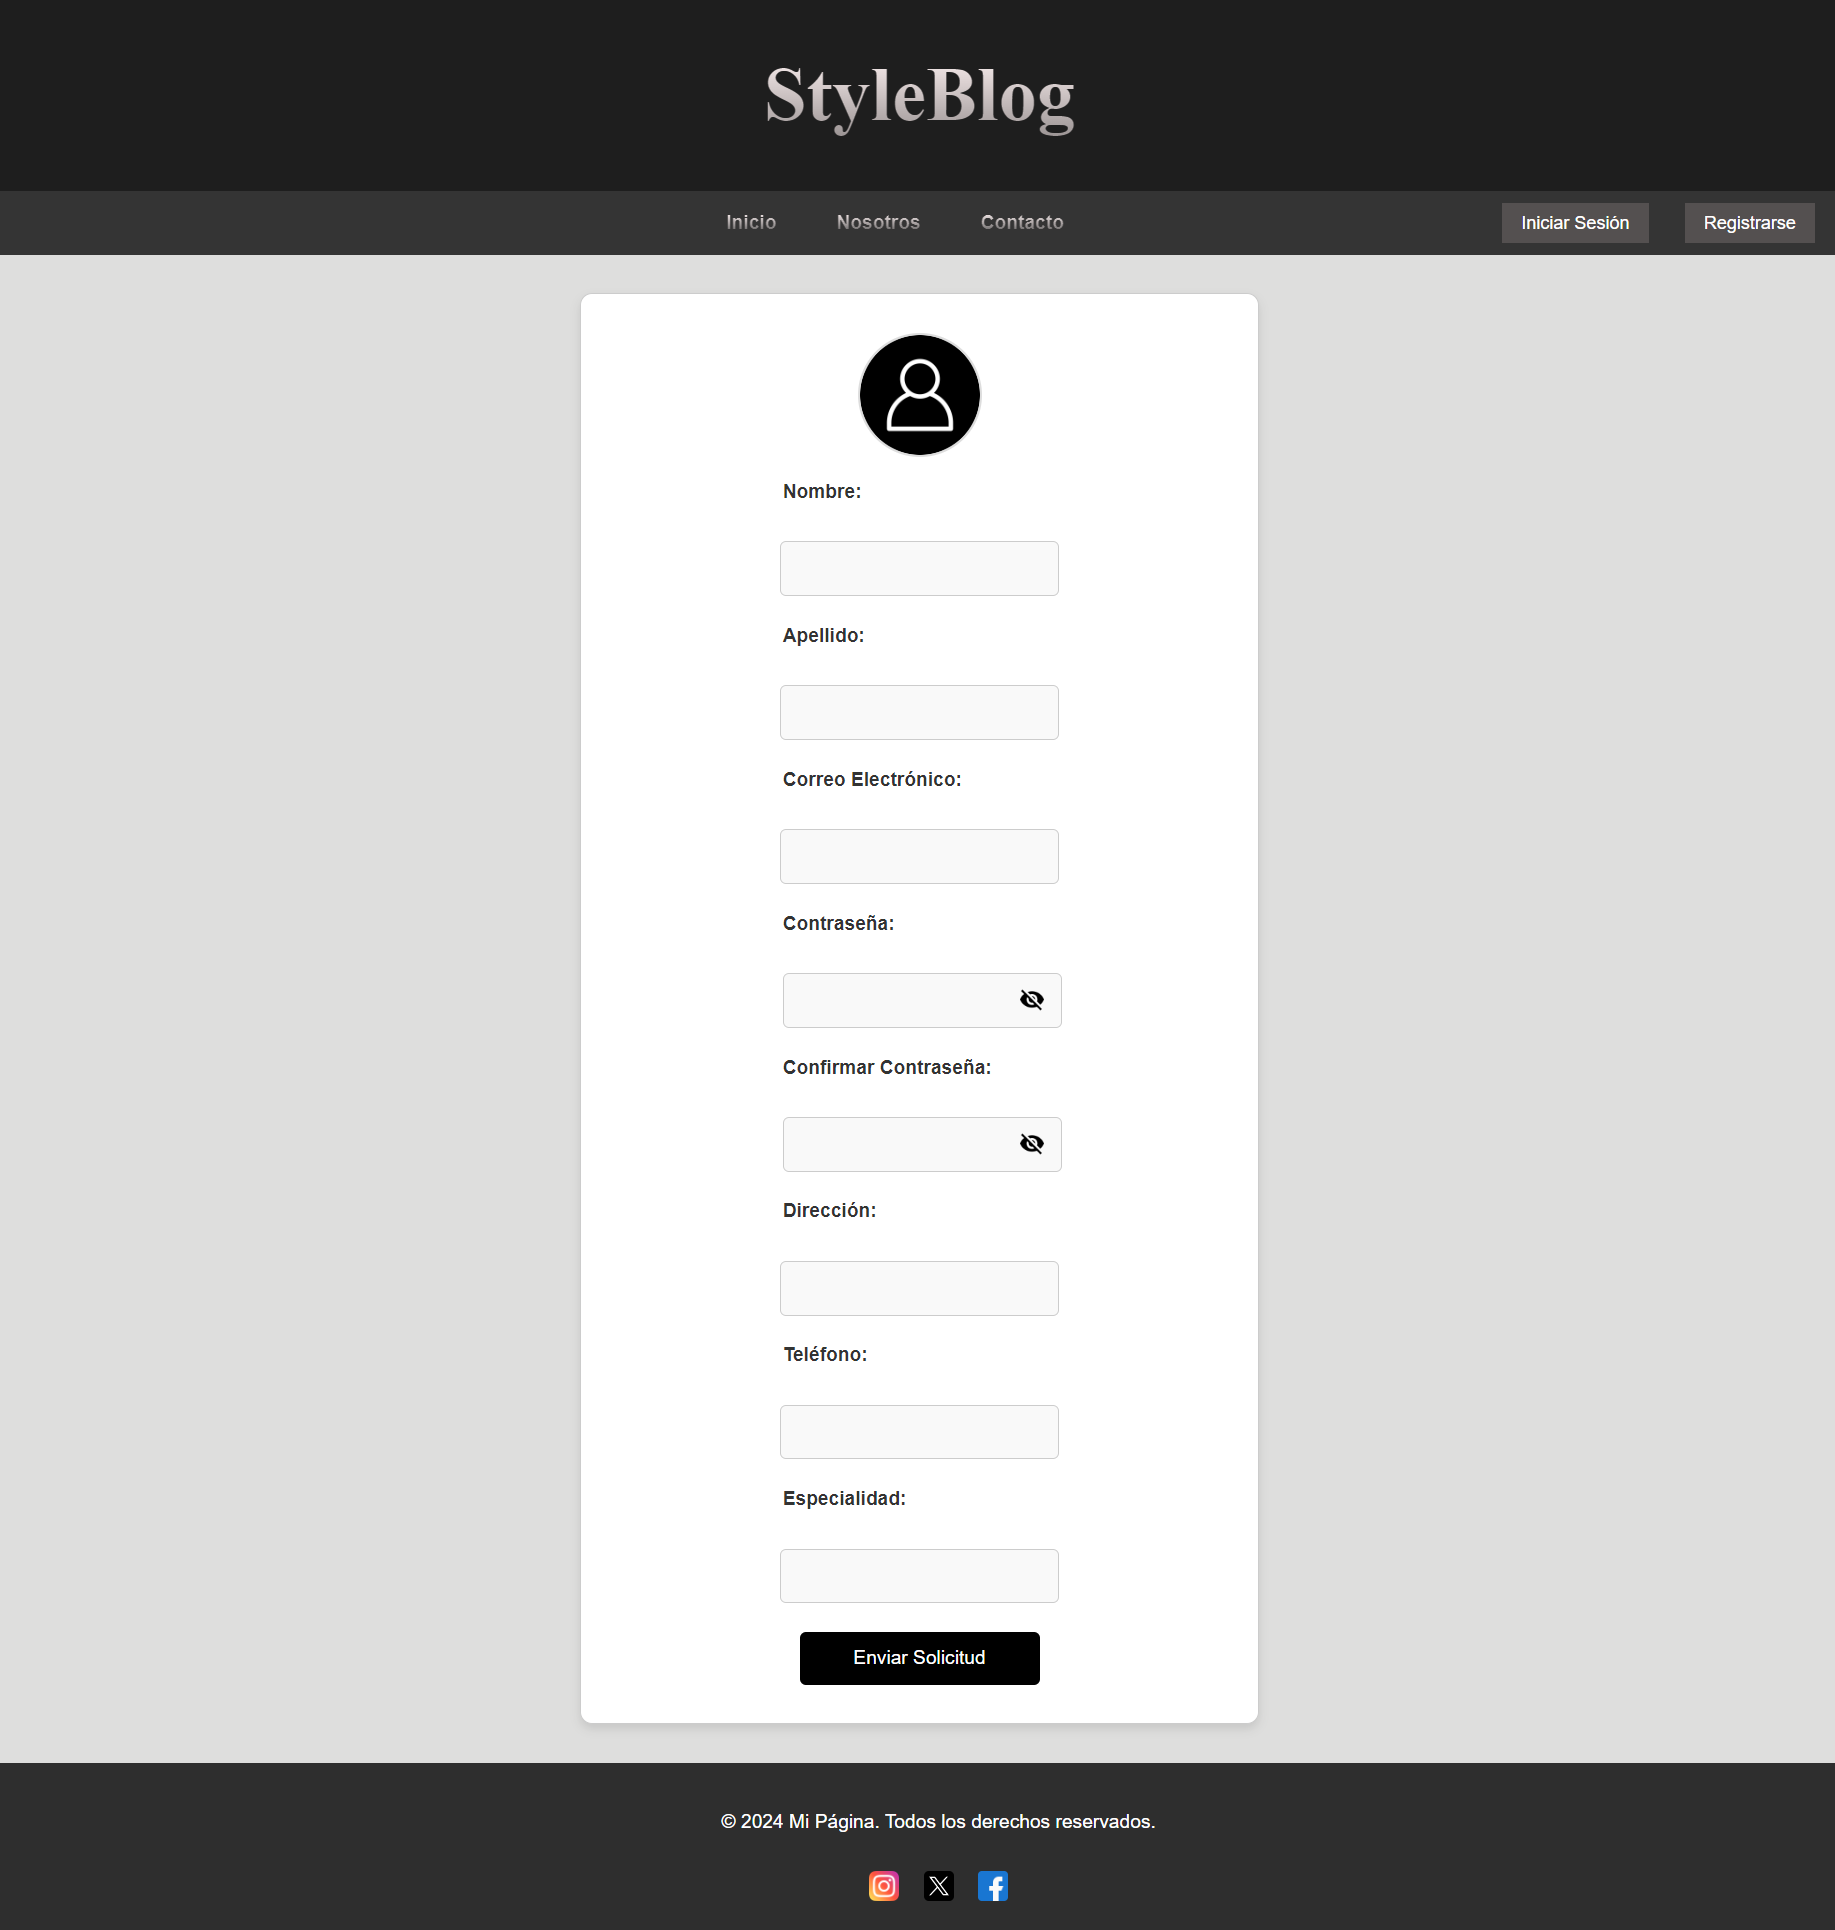 StyleBlog
Inicio Nosotros Contacto Iniciar Sesión Registrarse
Nombre:
Apellido:
Correo Electrónico:
Contraseña:
Confirmar Contraseña:
Dirección:
Teléfono:
Especialidad:
Enviar Solicitud
© 2024 Mi Página. Todos los derechos reservados.